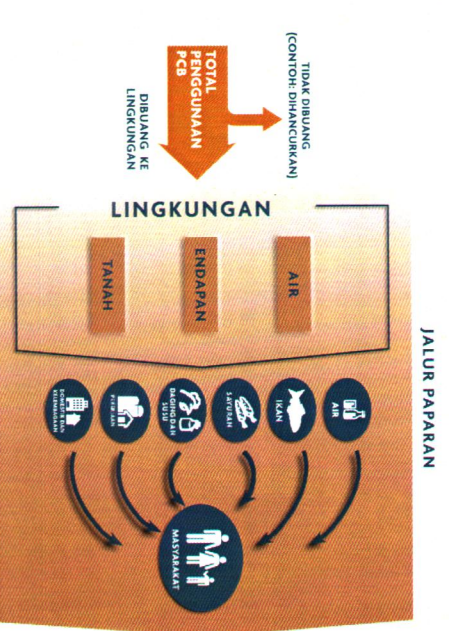 JALUR PAPARAN
TIDAK DIBUANG
(CONTOH: DIHANCURKAN)
TOTAL
PENGGUNAAN
PCB
DIBUANG KE
LINGKUNGAN
LINGKUNGAN
AIR
ENDAPAN
TANAH
AIR
IKAN
SAYURAN
DAGING DAN
SUSU
PEKERJAAN
DOMESTIK DAN
KELEMBAGAAN
MASYARAKAT